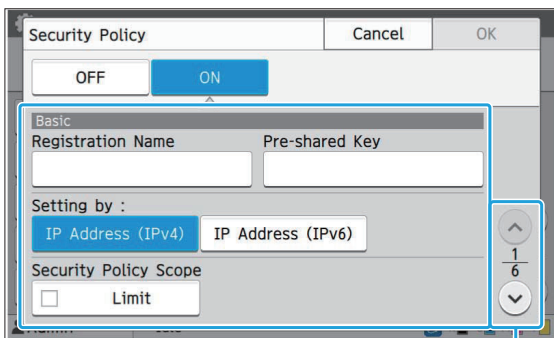 Security Policy Cancel OK
OFF ON
Basic
Registration Name Pre-shared Key
Setting by :
IP Address (IPv4) IP Address (IPv6)
1
6
Security Policy Scope
Limit